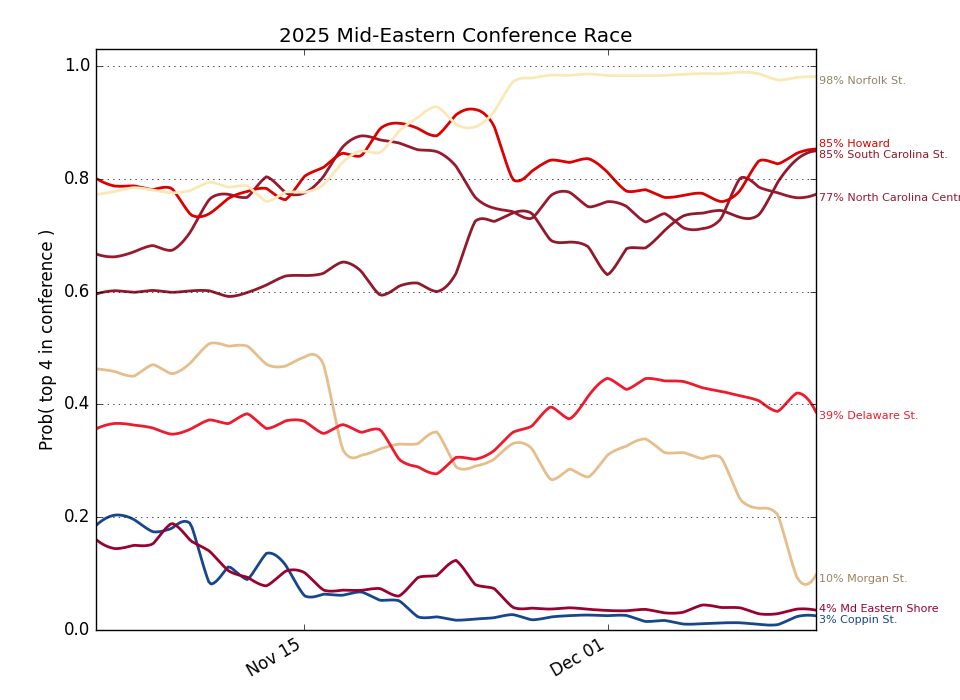 2025 Mid-Eastern Conference Race
Prob( top 4 in conference )
1.0
0.8
0.6
0.4
0.2
0.0
Nov 15
Dec 01
98% Norfolk St.
85% Howard
85% South Carolina St.
77% North Carolina Centr
39% Delaware St.
10% Morgan St.
4% Md Eastern Shore
3% Coppin St.